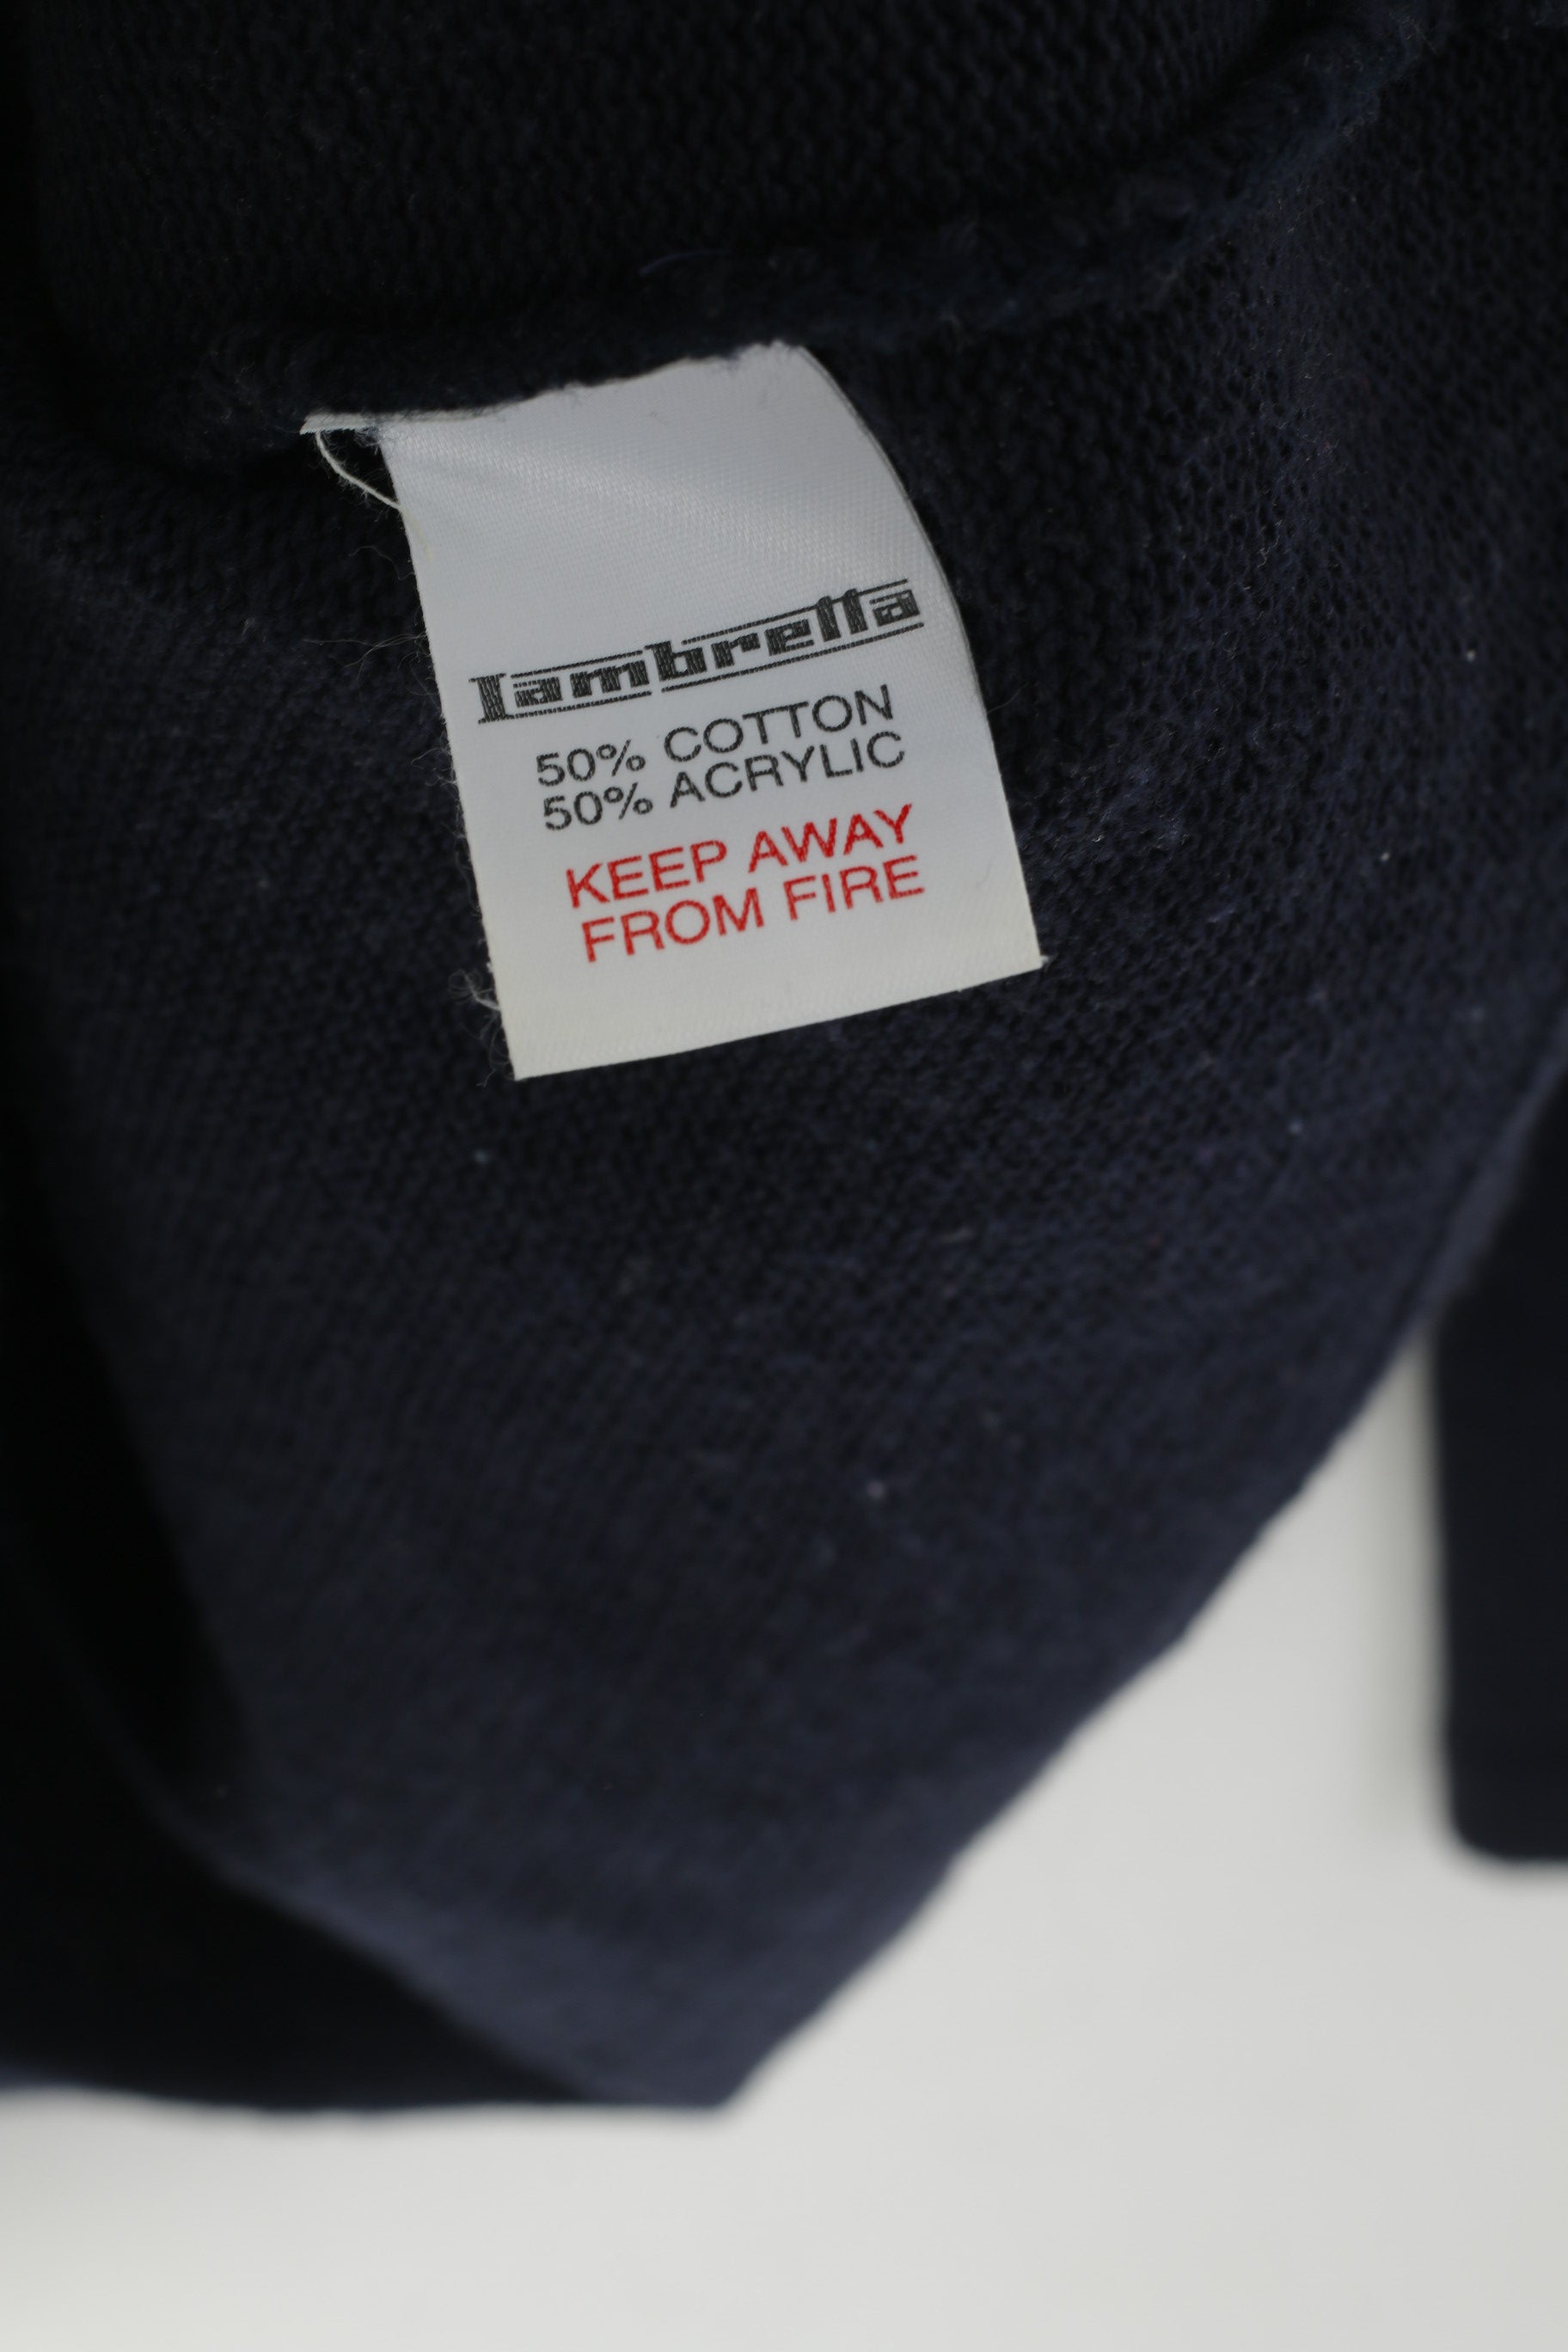 lambretta
50% COTTON
50% ACRYLIC
KEEP AWAY
FROM FIRE